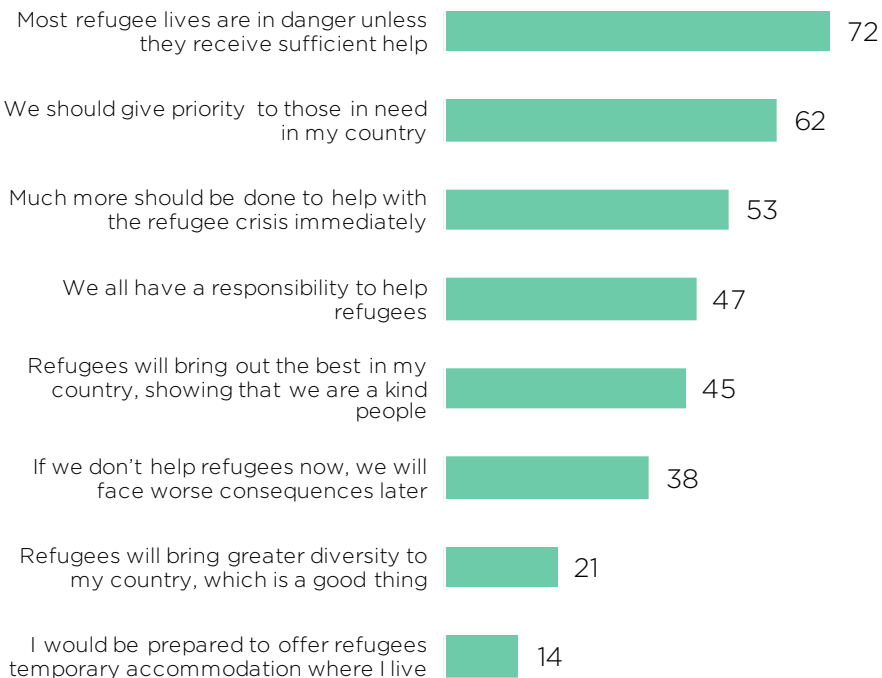 Most refugee lives are in danger unless
they receive sufficient help
72
We should give priority to those in need
in my country
62
Much more should be done to help with
the refugee crisis immediately
53
We all have a responsibility to help
refugees
47
Refugees will bring out the best in my
country, showing that we are a kind
people
45
If we don’t help refugees now, we will
face worse consequences later
38
Refugees will bring greater diversity to
my country, which is a good thing
21
I would be prepared to offer refugees
temporary accommodation where I live
14